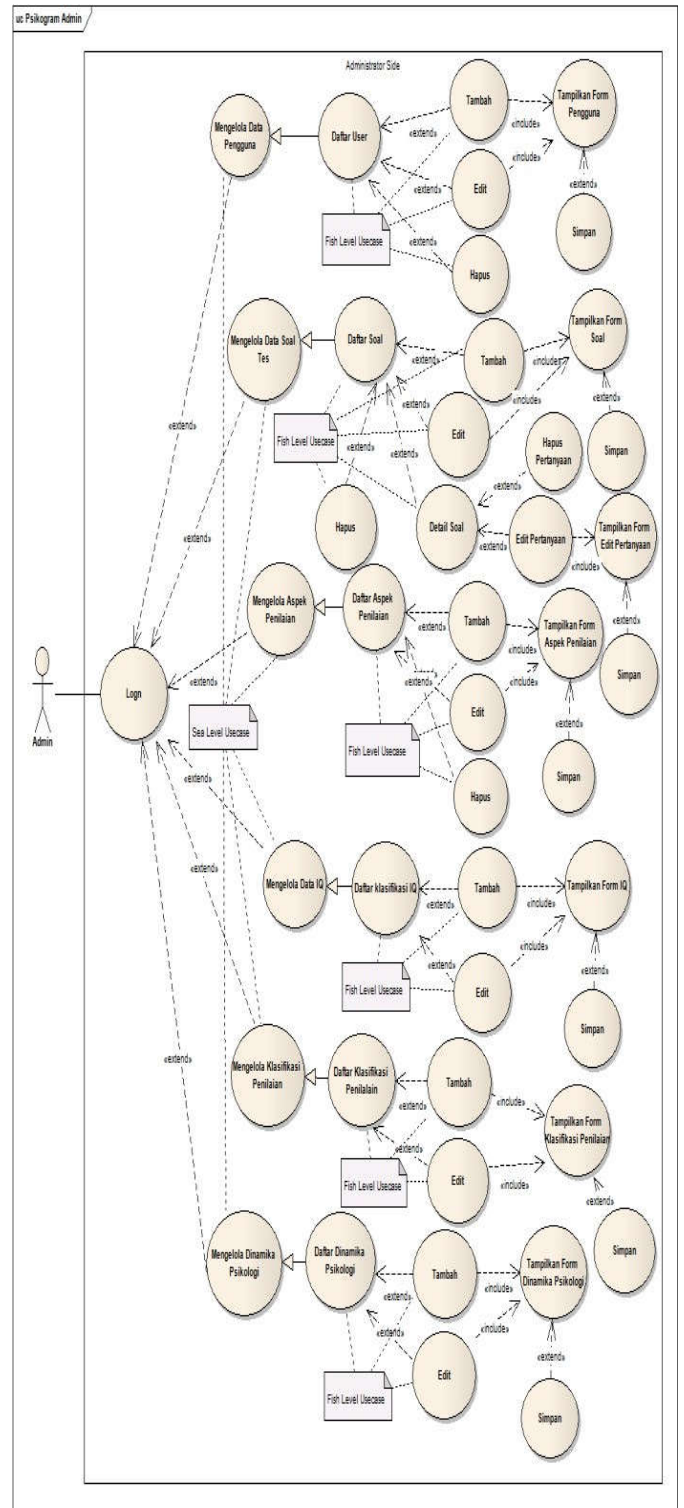 uc Psikogram Admin
Administrator Side
Mengelola Data
Pengguna
Daftar User
Tambah
Tampilkan Form
Pengguna
«extend»
«include»
Edit
«include»
«extend»
«extend»
Simpan
Fish Level Usecase
«extend»
Hapus
Mengelola Data Soal
Tes
Daftar Soal
Tambah
Tampilkan Form
Soal
«extend»
«include»
«extend»
Edit
«include»
«extend»
Fish Level Usecase
«extend»
«extend»
Hapus
Pertanyaan
Simpan
Hapus
Detail Soal
«extend»
«extend»
Edit Pertanyaan
«include»
Tampilkan Form
Edit Pertanyaan
«extend»
«extend»
Mengelola Aspek
Penilaian
Daftar Aspek
Penilaian
Tambah
Tampilkan Form
Aspek Penilaian
«extend»
«include»
«extend»
Simpan
Admin
Logn
«extend»
Sea Level Usecase
Edit
«include»
Fish Level Usecase
«extend»
«extend»
Hapus
Simpan
«extend»
Mengelola Data IQ
Daftar klasifikasi IQ
Tambah
Tampilkan Form IQ
«extend»
«include»
«extend»
«include»
«extend»
Fish Level Usecase
Edit
Simpan
«extend»
Mengelola Klasifikasi
Penilaian
Daftar Klasifikasi
Penilalain
Tambah
«extend»
«include»
Tampilkan Form
Klasifikasi Penilaian
«extend»
Fish Level Usecase
Edit
«include»
«extend»
Simpan
Mengelola Dinamika
Psikologi
Daftar Dinamika
Psikologi
Tambah
Tampilkan Form
Dinamika Psikologi
«extend»
«include»
«extend»
«include»
«extend»
Fish Level Usecase
Edit
Simpan